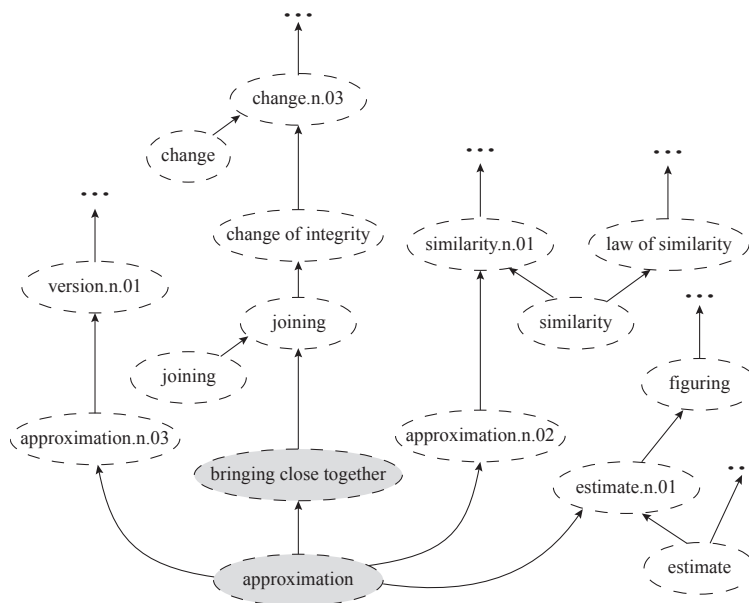 ...
change.n.03
change
...
...
...
change of integrity
similarity.n.01
law of similarity
version.n.01
...
joining
similarity
joining
figuring
approximation.n.03
approximation.n.02
bringing close together
..
estimate.n.01
approximation
estimate